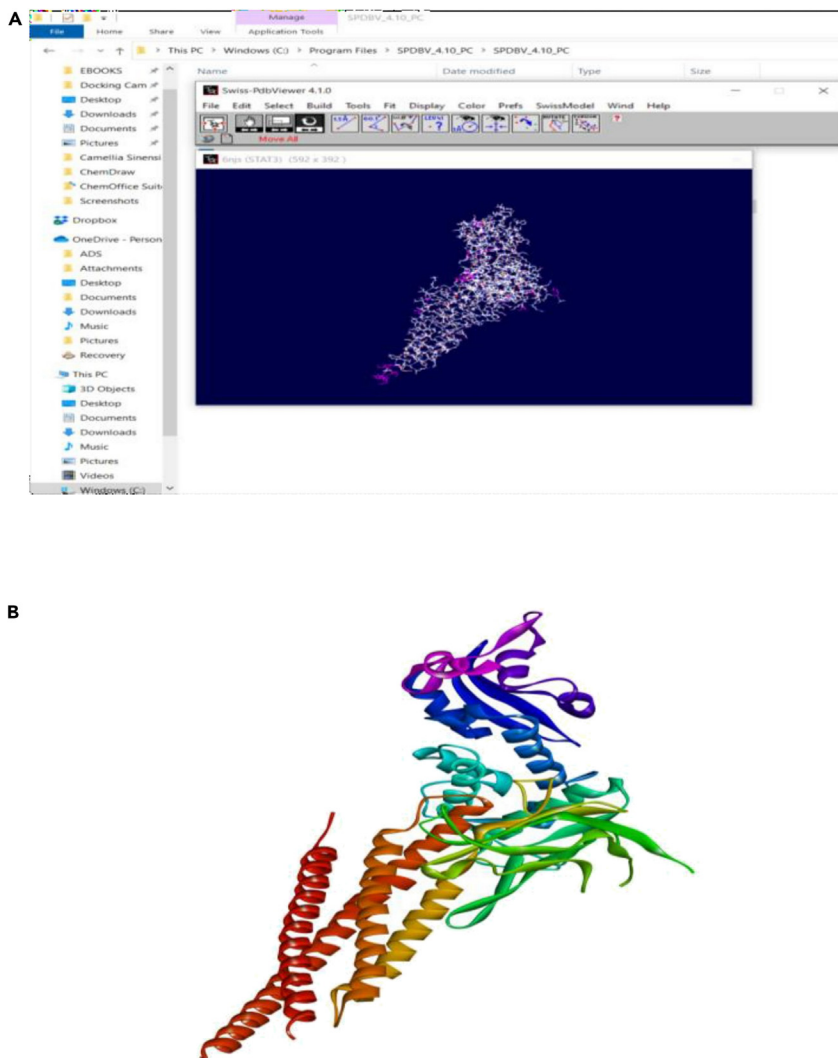 A
Manage
SPDBV_4.10_PC
File Home Share View Application Tools
This PC > Windows (C:) > Program Files > SPDBV_4.10_PC > SPDBV_4.10_PC
Name Date modified Type Size
EBOOKS
Docking Cam
Desktop
Downloads
Documents
Pictures
Camellia Sinensi
ChemDraw
ChemOffice Suit
Screenshots
Dropbox
OneDrive - Person
ADS
Attachments
Desktop
Documents
Downloads
Music
Pictures
Recovery
This PC
3D Objects
Desktop
Documents
Downloads
Music
Pictures
Videos
Windows (C:)
Swiss-PdbViewer 4.1.0
File Edit Select Build Tools Fit Display Color Prefs SwissModel Wind Help
Move All
(STAT3) (592 x 392 )
B